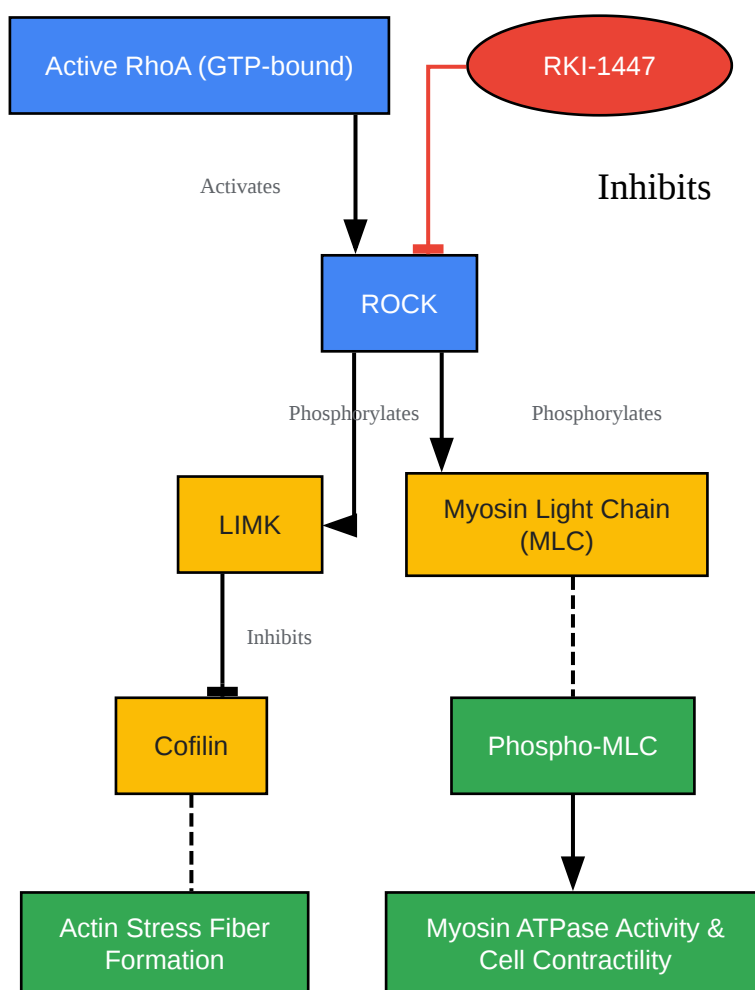 Active RhoA (GTP-bound)
RKI-1447
Activates
Inhibits
ROCK
Phosphorylates
Phosphorylates
LIMK
Myosin Light Chain
(MLC)
Inhibits
Cofilin
Phospho-MLC
Actin Stress Fiber
Formation
Myosin ATPase Activity &
Cell Contractility